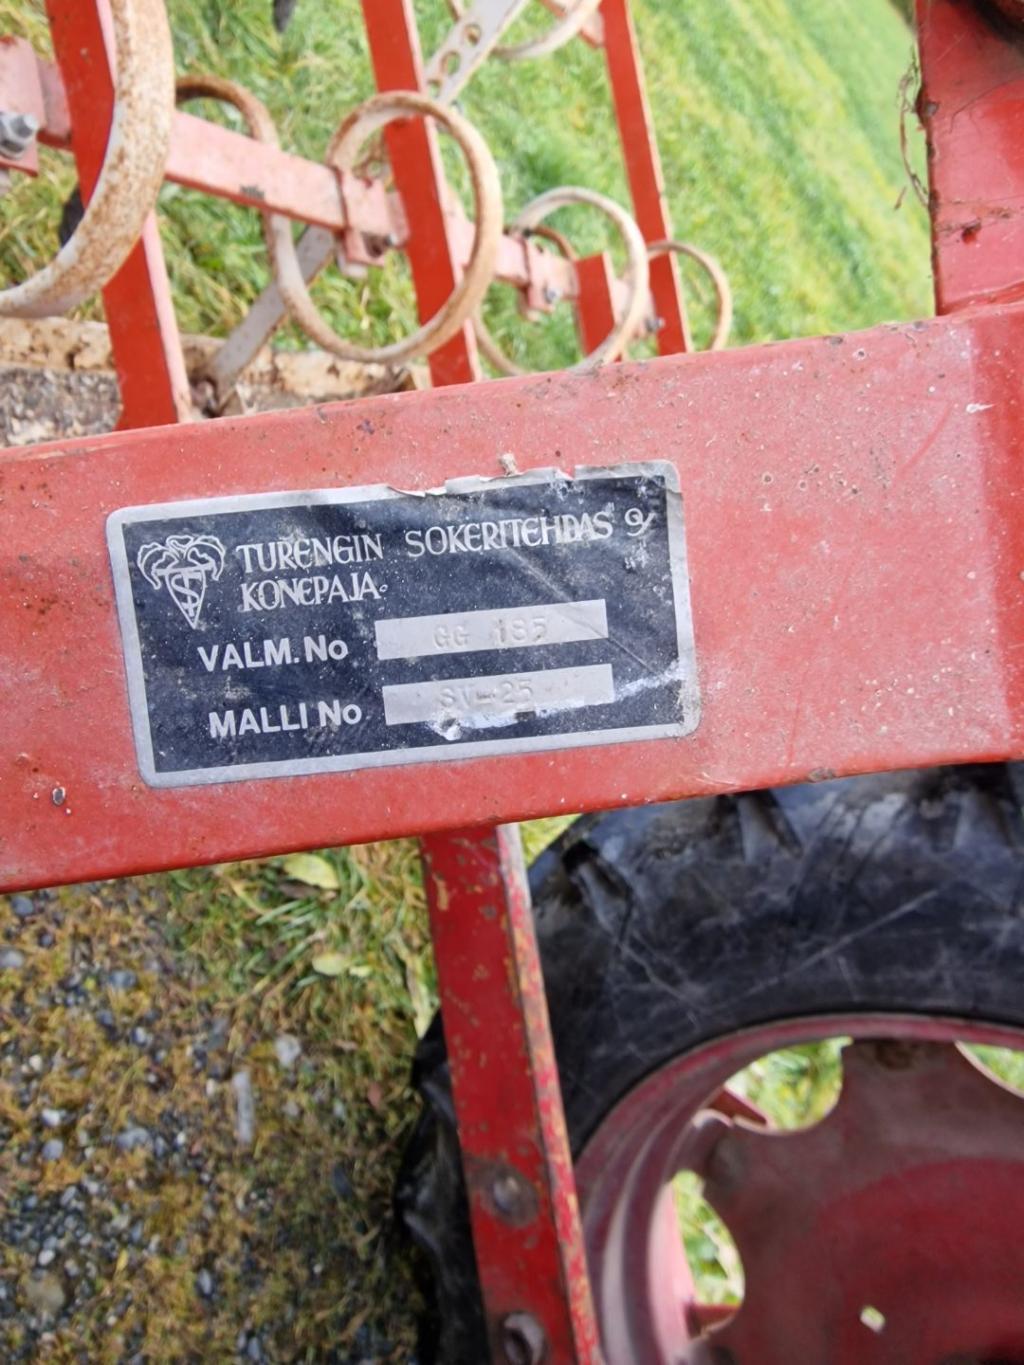 TURENGIN SOKERITEHDAS OY
KONEPAJA
VALM. No GG 185
MALLI No SV-25